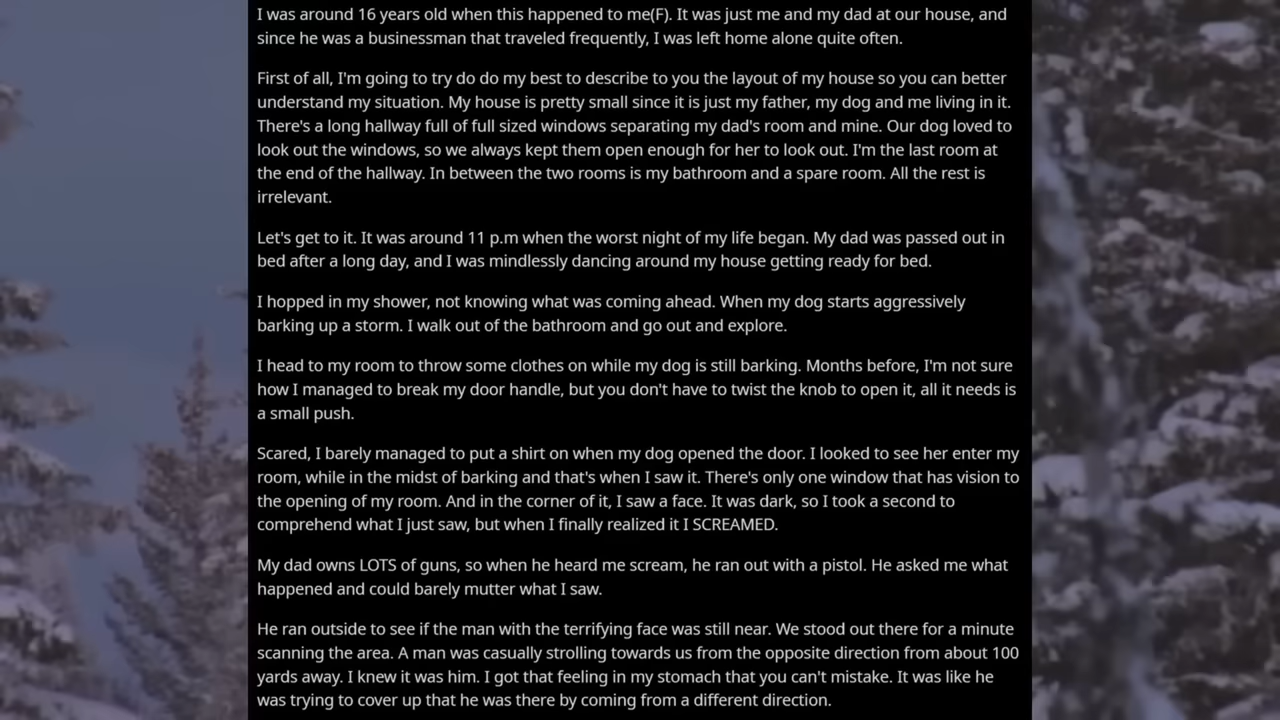 I was around 16 years old when this happened to me(F). It was just me and my dad at our house, and
since he was a businessman that traveled frequently, I was left home alone quite often.
First of all, I'm going to try do do my best to describe to you the layout of my house so you can better
understand my situation. My house is pretty small since it is just my father, my dog and me living in it.
There's a long hallway full of full sized windows separating my dad's room and mine. Our dog loved to
look out the windows, so we always kept them open enough for her to look out. I'm the last room at
the end of the hallway. In between the two rooms is my bathroom and a spare room. All the rest is
irrelevant.
Let's get to it. It was around 11 p.m when the worst night of my life began. My dad was passed out in
bed after a long day, and I was mindlessly dancing around my house getting ready for bed.
I hopped in my shower, not knowing what was coming ahead. When my dog starts aggressively
barking up a storm. I walk out of the bathroom and go out and explore.
I head to my room to throw some clothes on while my dog is still barking. Months before, I'm not sure
how I managed to break my door handle, but you don't have to twist the knob to open it, all it needs is
a small push.
Scared, I barely managed to put a shirt on when my dog opened the door. I looked to see her enter my
room, while in the midst of barking and that's when I saw it. There's only one window that has vision to
the opening of my room. And in the corner of it, I saw a face. It was dark, so I took a second to
comprehend what I just saw, but when I finally realized it I SCREAMED.
My dad owns LOTS of guns, so when he heard me scream, he ran out with a pistol. He asked me what
happened and could barely mutter what I saw.
He ran outside to see if the man with the terrifying face was still near. We stood out there for a minute
scanning the area. A man was casually strolling towards us from the opposite direction from about 100
yards away. I knew it was him. I got that feeling in my stomach that you can't mistake. It was like he
was trying to cover up that he was there by coming from a different direction.